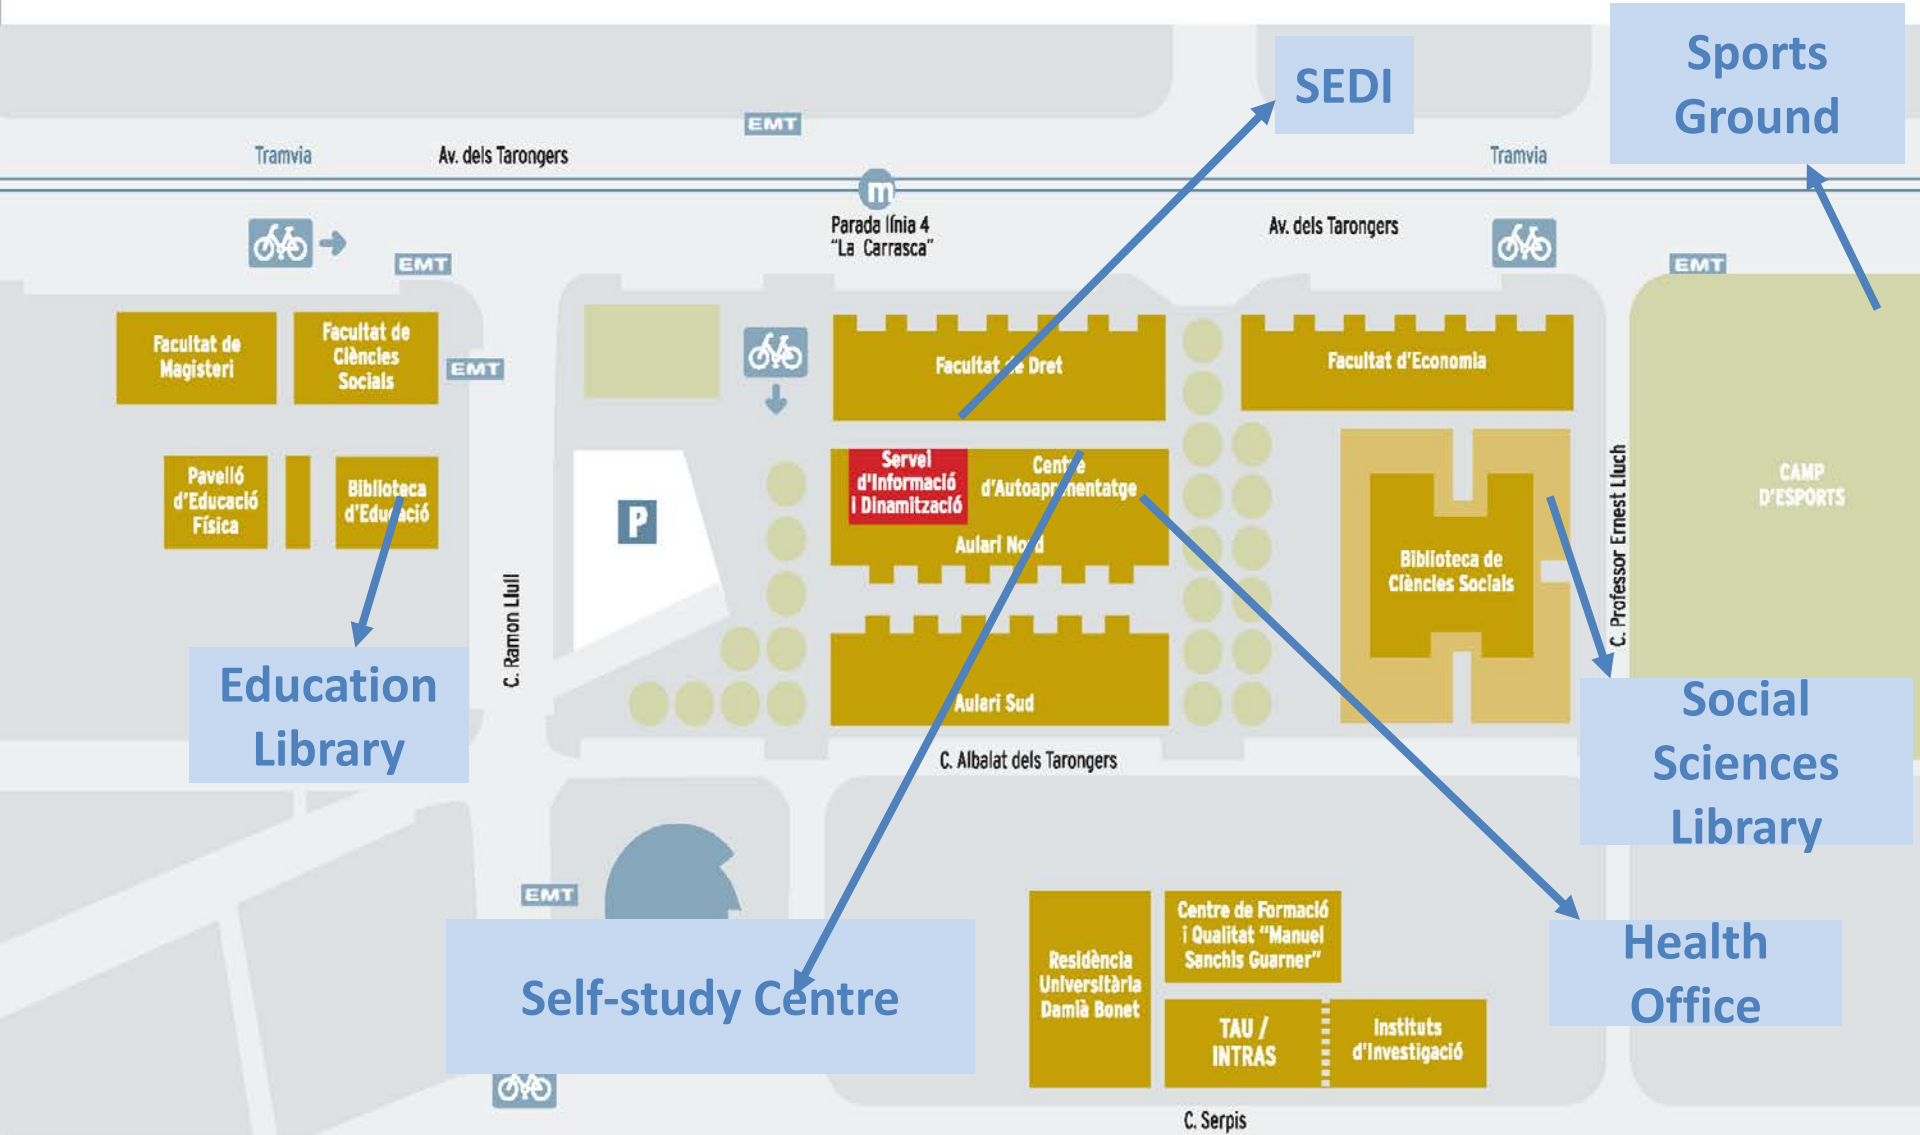 SEDI
Sports
Ground
EMT
Tramvia
Av. dels Tarongers
Tramvia
m
Parada línia 4
"La Carrasca"
Av. dels Tarongers
EMT
EMT
Facultat de
Magisteri
Facultat de
Ciències
Socials
EMT
Facultat de Dret
Facultat d'Economia
Pavelló
d'Educació
Física
Biblioteca
d'Educació
P
Servei
d'Informació
i Dinamització
Centre
d'Autoaprenentatge
Aulari Nord
Biblioteca de
Ciències Socials
C. Professor Ernest Lluch
CAMP
D'ESPORTS
C. Ramon Llull
Aulari Sud
Education
Library
Social
Sciences
Library
C. Albalat dels Tarongers
EMT
Self-study Centre
Residència
Universitària
Damià Bonet
Centre de Formació
i Qualitat "Manuel
Sanchis Guarner"
TAU /
INTRAS
Instituts
d'Investigació
Health
Office
C. Serpis